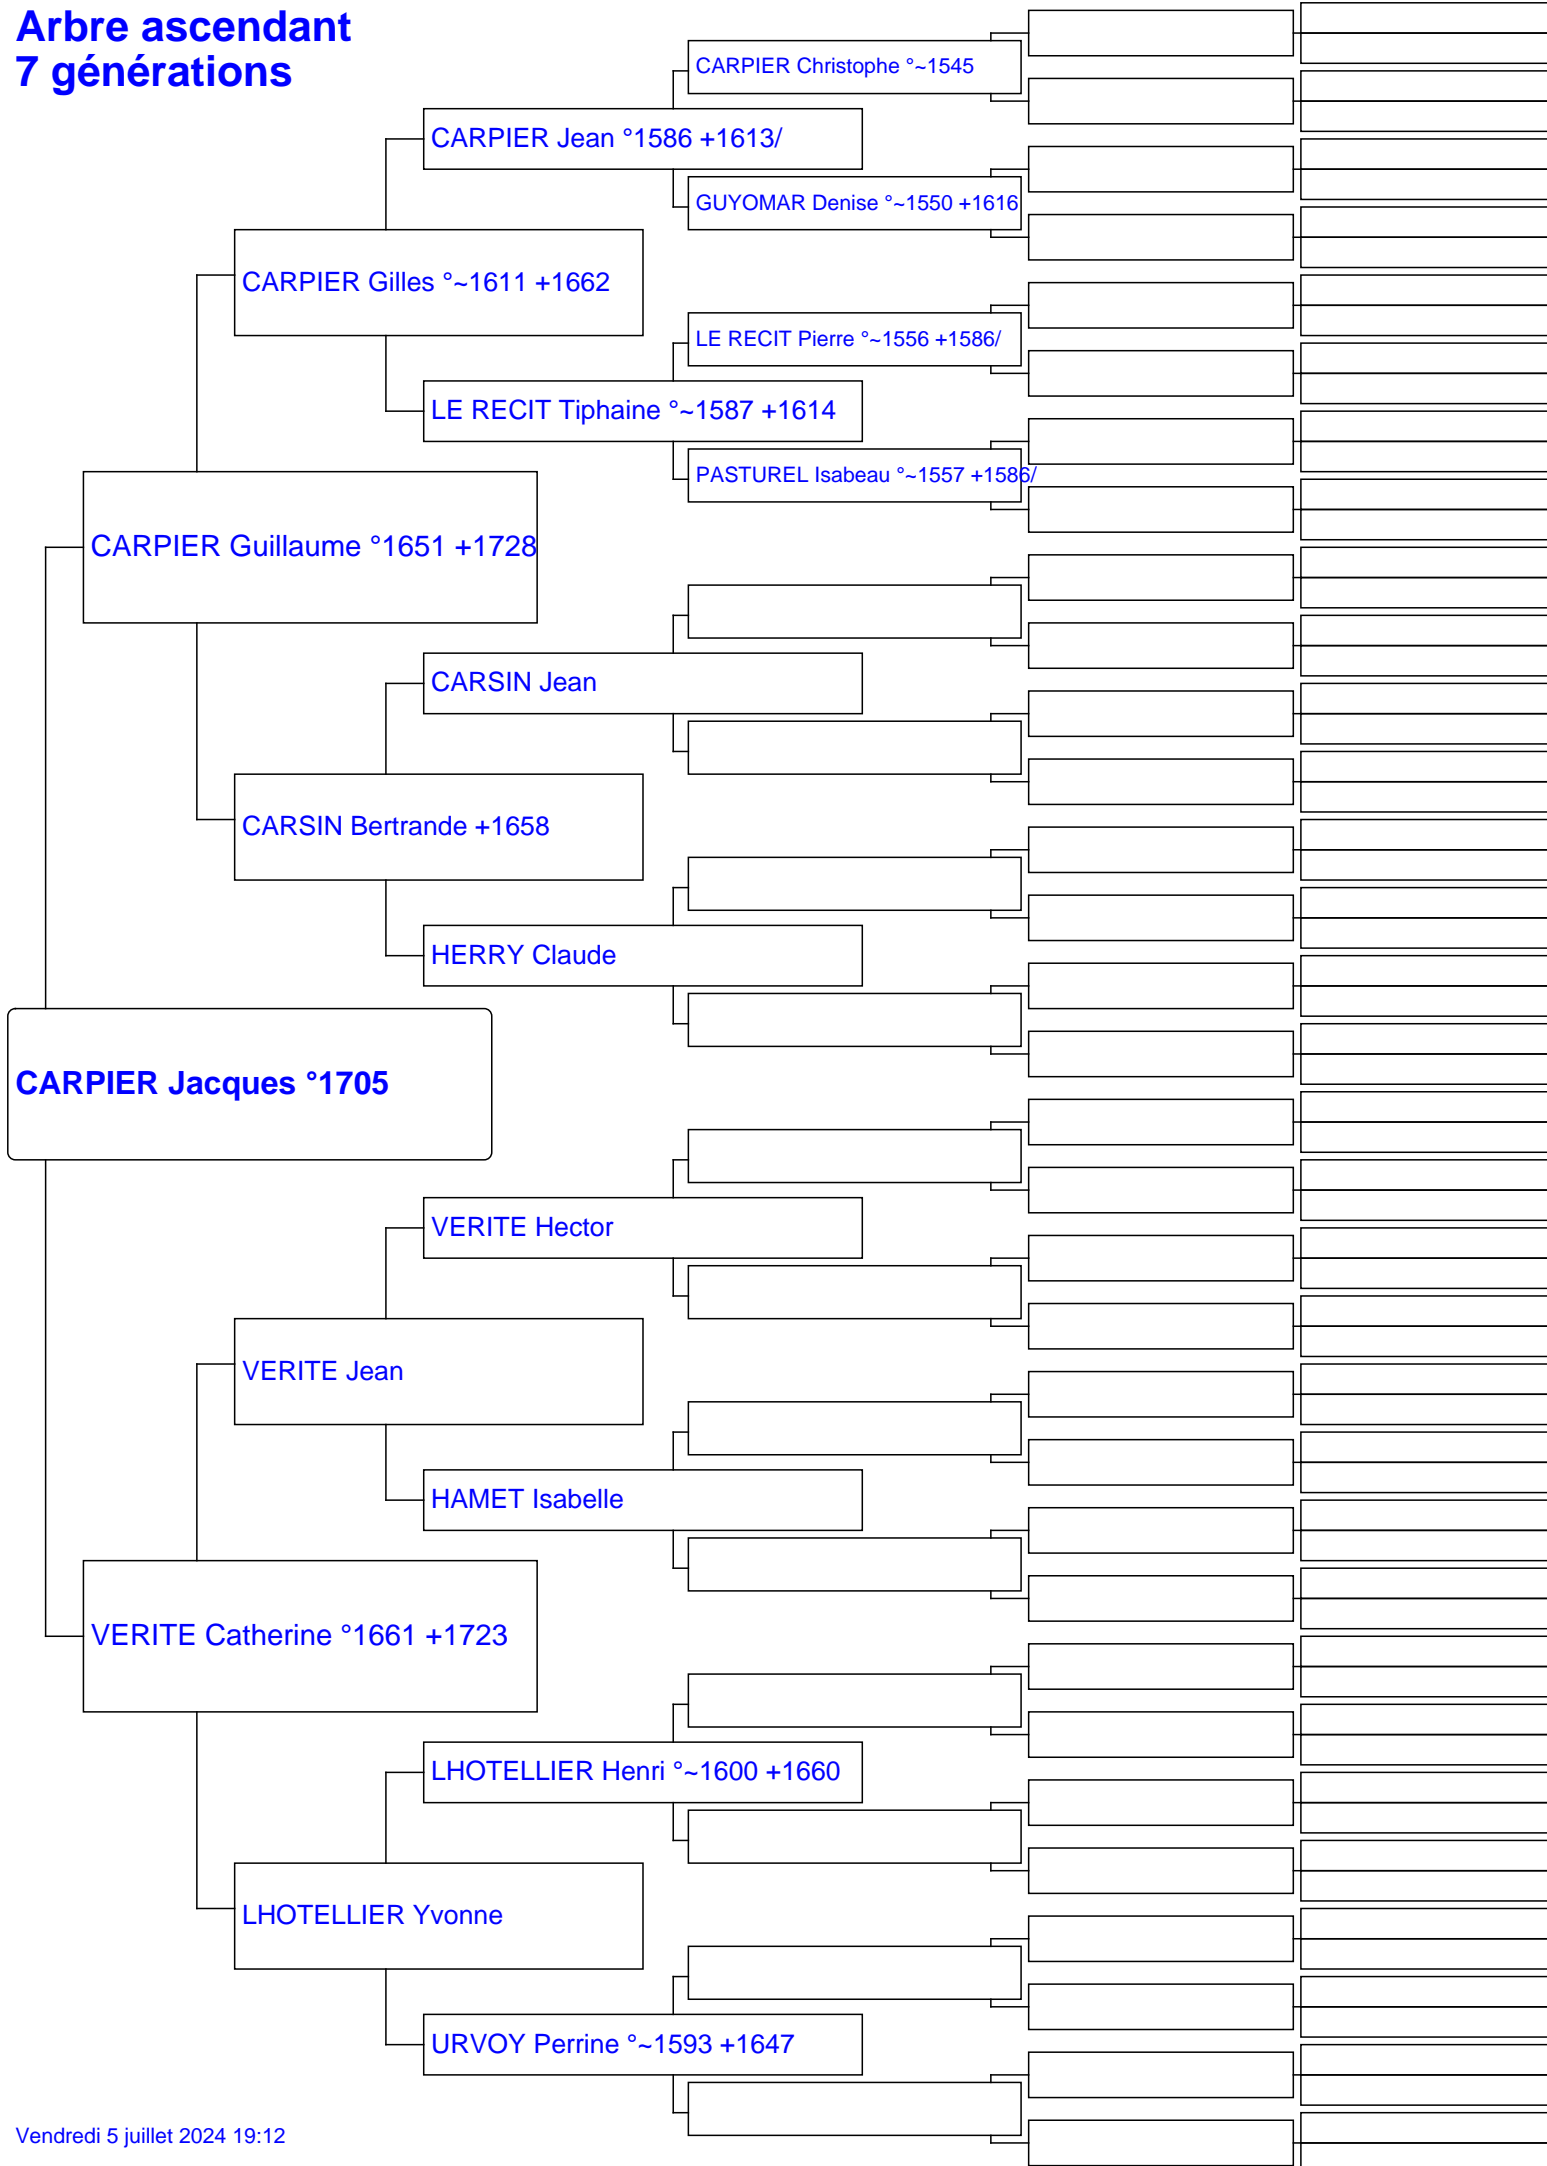 Arbre ascendant
7 générations
CARPIER Christophe °~1545
CARPIER Jean °1586 +1613/
GUYOMAR Denise °~1550 +1616
CARPIER Gilles °~1611 +1662
LE RECIT Pierre °~1556 +1586/
LE RECIT Tiphaine °~1587 +1614
PASTUREL Isabeau °~1557 +1586/
CARPIER Guillaume °1651 +1728
CARSIN Jean
CARSIN Bertrande +1658
HERRY Claude
CARPIER Jacques °1705
VERITE Hector
VERITE Jean
HAMET Isabelle
VERITE Catherine °1661 +1723
LHOTELLIER Henri °~1600 +1660
LHOTELLIER Yvonne
URVOY Perrine °~1593 +1647
Vendredi 5 juillet 2024 19:12